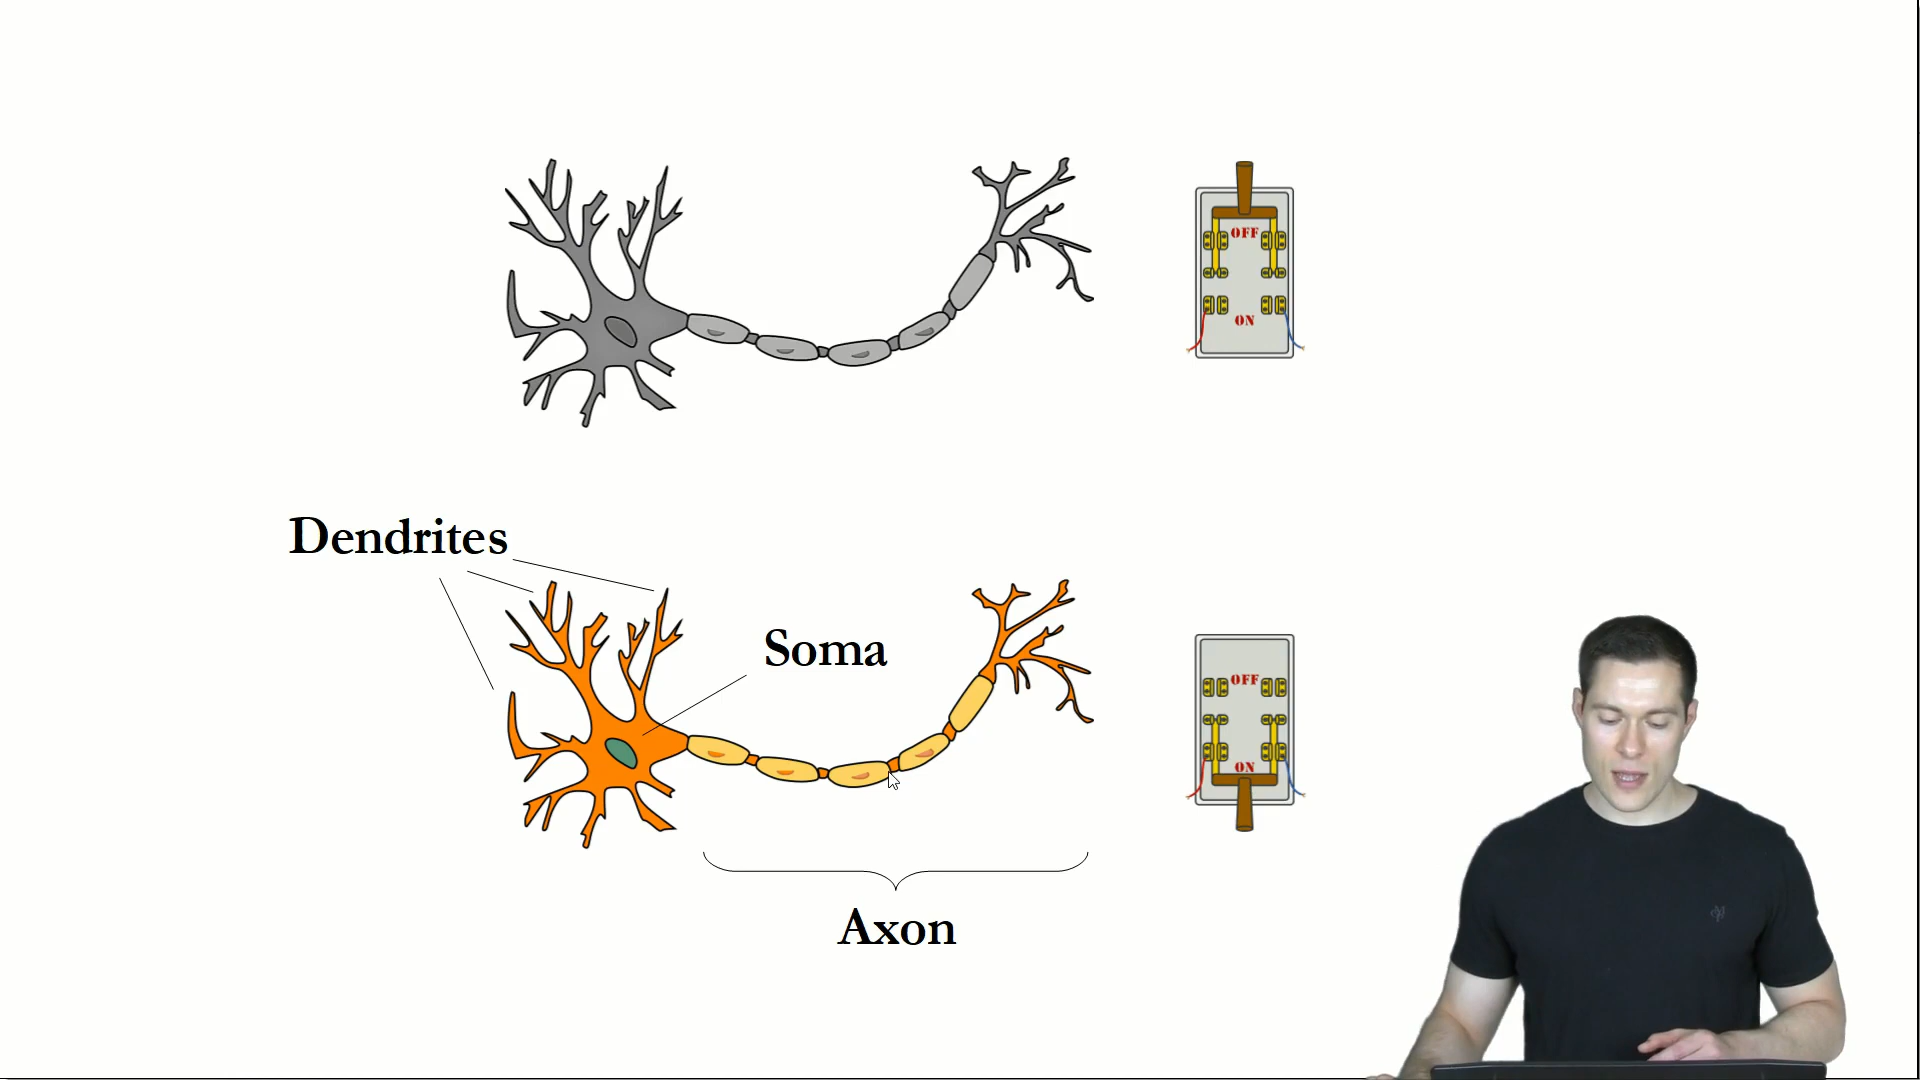 OFF
ON
Dendrites
Soma
OFF
ON
Axon